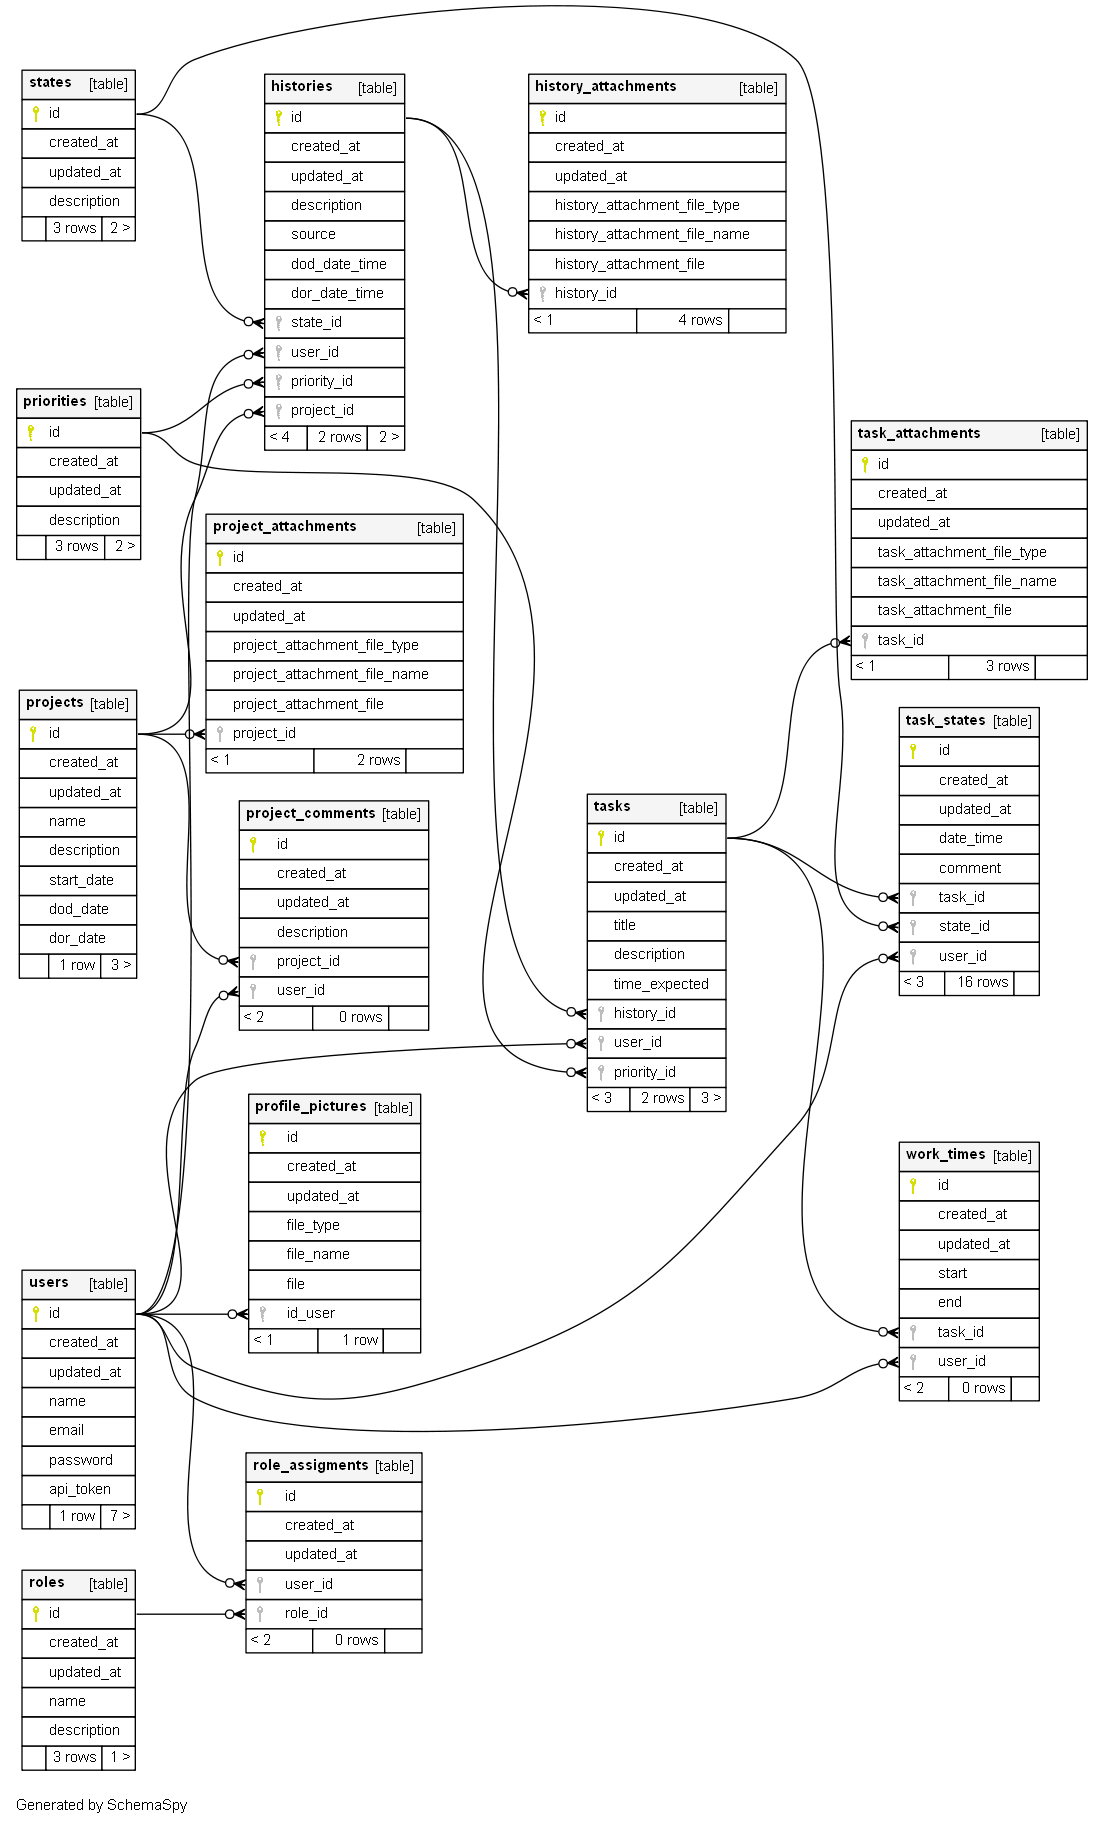 states [table]
id
created_at
updated_at
description
3 rows 2 >
histories [table]
id
created_at
updated_at
description
source
dod_date_time
dor_date_time
state_id
user_id
priority_id
project_id
< 4 2 rows 2 >
history_attachments [table]
id
created_at
updated_at
history_attachment_file_type
history_attachment_file_name
history_attachment_file
history_id
< 1 4 rows
priorities [table]
id
created_at
updated_at
description
3 rows 2 >
task_attachments [table]
id
created_at
updated_at
task_attachment_file_type
task_attachment_file_name
task_attachment_file
task_id
< 1 3 rows
project_attachments [table]
id
created_at
updated_at
project_attachment_file_type
project_attachment_file_name
project_attachment_file
project_id
< 1 2 rows
projects [table]
id
created_at
updated_at
name
description
start_date
dod_date
dor_date
1 row 3 >
task_states [table]
id
created_at
updated_at
date_time
comment
task_id
state_id
user_id
< 3 16 rows
project_comments [table]
id
created_at
updated_at
description
project_id
user_id
< 2 0 rows
tasks [table]
id
created_at
updated_at
title
description
time_expected
history_id
user_id
priority_id
< 3 2 rows 3 >
profile_pictures [table]
id
created_at
updated_at
file_type
file_name
file
id_user
< 1 1 row
work_times [table]
id
created_at
updated_at
start
end
task_id
user_id
< 2 0 rows
users [table]
id
created_at
updated_at
name
email
password
api_token
1 row 7 >
role_assigments [table]
id
created_at
updated_at
user_id
role_id
< 2 0 rows
roles [table]
id
created_at
updated_at
name
description
3 rows 1 >
Generated by SchemaSpy